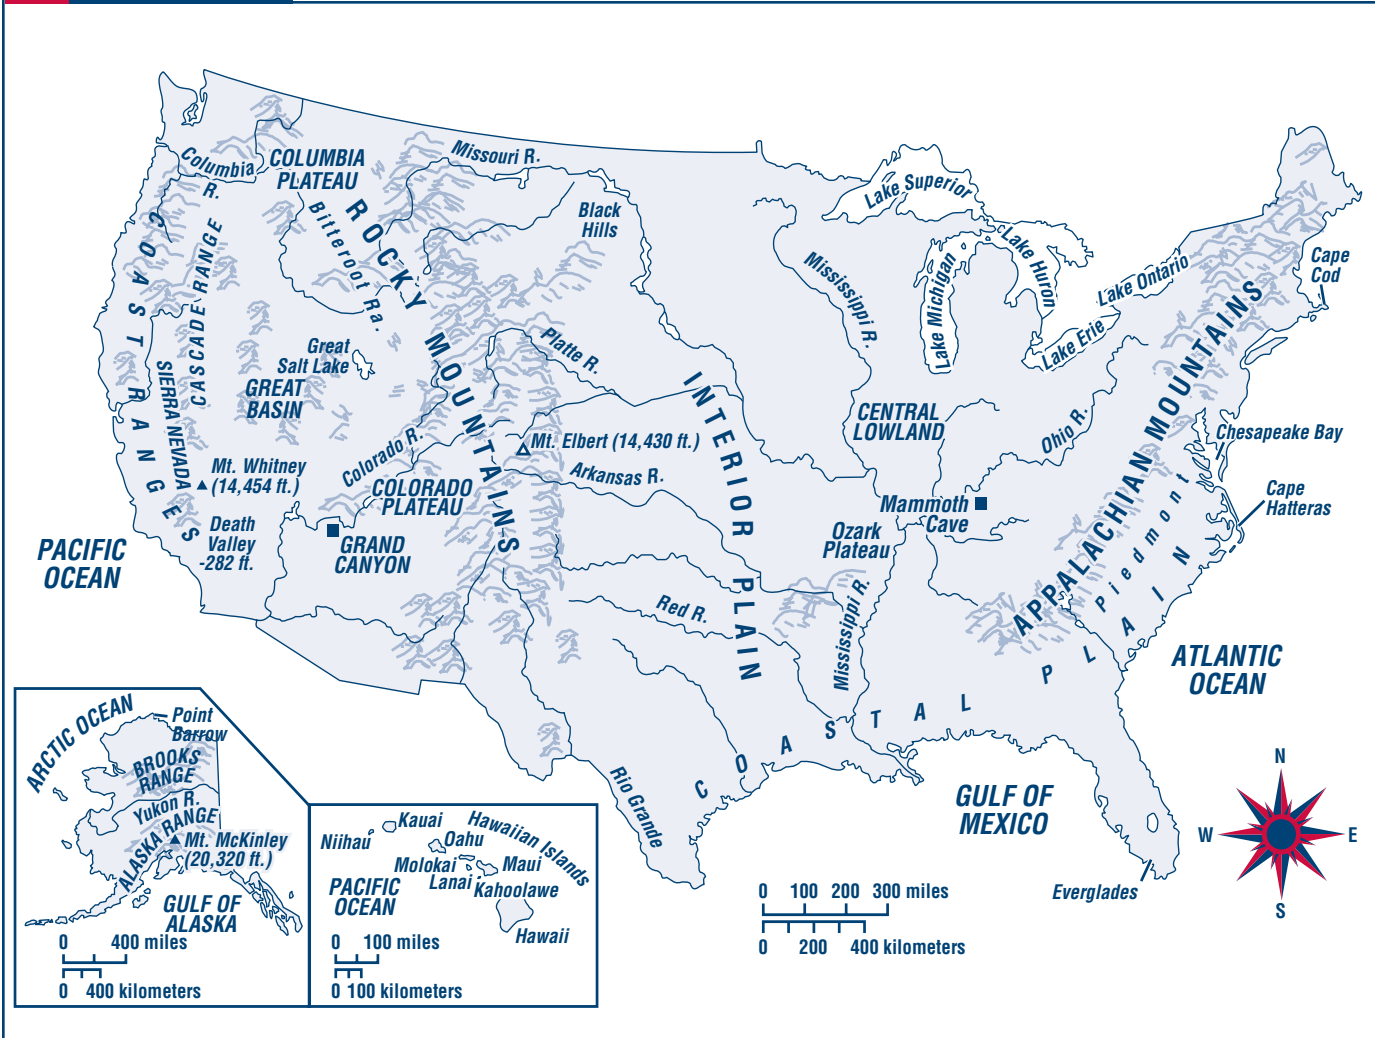 Columbia
R.
COLUMBIA
PLATEAU
Missouri R.
ROCKY MOUNTAINS
Bitteroot Ra.
Black
Hills
COAST RANGES
CASCADE RANGE
SIERRA NEVADA
Great
Salt Lake
GREAT
BASIN
Platte R.
Mt. Whitney
(14,454 ft.)
Colorado R.
COLORADO
PLATEAU
Mt. Elbert (14,430 ft.)
Arkansas R.
Death
Valley
-282 ft.
GRAND
CANYON
PACIFIC
OCEAN
INTERIOR PLAIN
Red R.
Rio Grande
Lake Superior
Lake Michigan
Lake Huron
Lake Ontario
Lake Erie
Mississippi R.
CENTRAL
LOWLAND
Ohio R.
Mammoth
Cave
Ozark
Plateau
Mississippi R.
APPALACHIAN MOUNTAINS
Piedmont
COASTAL PLAIN
Cape
Cod
Chesapeake Bay
Cape
Hatteras
ATLANTIC
OCEAN
GULF OF
MEXICO
Everglades
N
W
E
S
0 100 200 300 miles
0 200 400 kilometers
ARCTIC OCEAN
Point
Barrow
BROOKS
RANGE
Yukon R.
ALASKA RANGE
Mt. McKinley
(20,320 ft.)
GULF OF
ALASKA
0 400 miles
0 400 kilometers
Niihau
Kauai
Oahu
Hawaiian Islands
Molokai
Maui
Lanai
Kahoolawe
PACIFIC
OCEAN
Hawaii
0 100 miles
0 100 kilometers